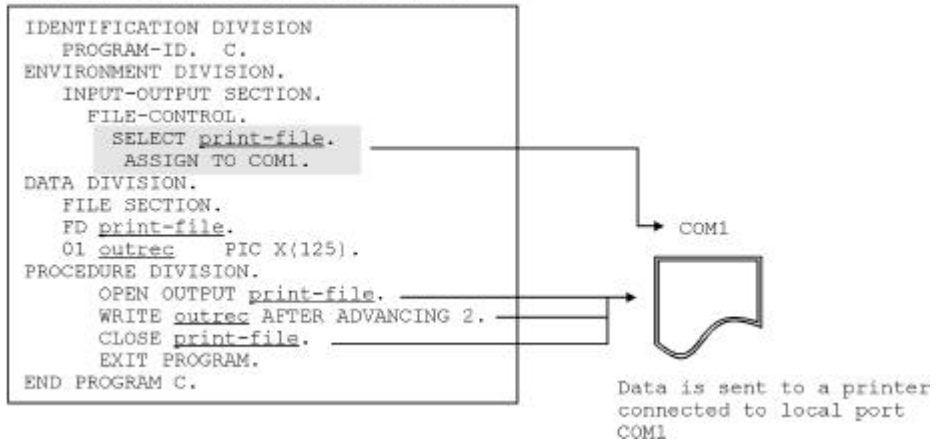 IDENTIFICATION DIVISION
PROGRAM-ID. C.
ENVIRONMENT DIVISION.
INPUT-OUTPUT SECTION.
FILE-CONTROL.
SELECT print-file.
ASSIGN TO COM1.
DATA DIVISION.
FILE SECTION.
FD print-file.
01 outrec PIC X(125).
PROCEDURE DIVISION.
OPEN OUTPUT print-file.
WRITE outrec AFTER ADVANCING 2.
CLOSE print-file.
EXIT PROGRAM.
END PROGRAM C.
COM1
Data is sent to a printer
connected to local port
COM1